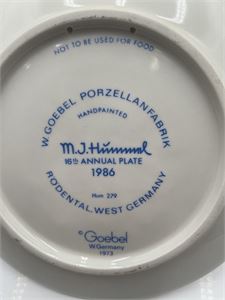 NOT TO BE USED FOR FOOD
W. GOEBEL PORZELLANFABRIK
HANDPAINTED
M.J.Hummel
16th ANNUAL PLATE
1986
Hum 279
RODENTAL, WEST GERMANY
© Goebel
W.Germany
1973